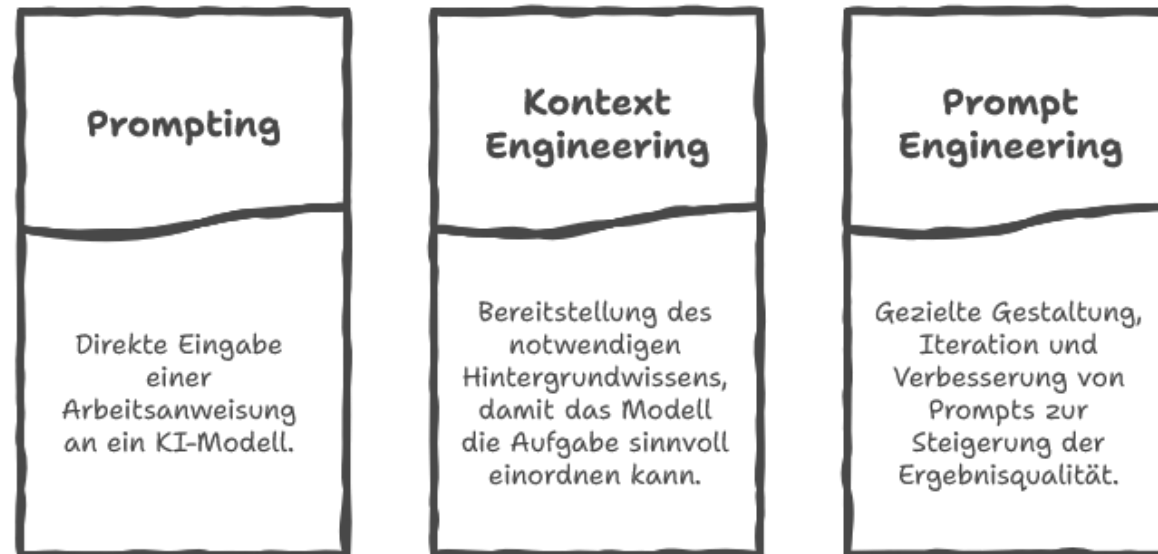 Prompting
Direkte Eingabe
einer
Arbeitsanweisung
an ein KI-Modell.
Kontext
Engineering
Bereitstellung des
notwendigen
Hintergrundwissens,
damit das Modell
die Aufgabe sinnvoll
einordnen kann.
Prompt
Engineering
Gezielte Gestaltung,
Iteration und
Verbesserung von
Prompts zur
Steigerung der
Ergebnisqualität.